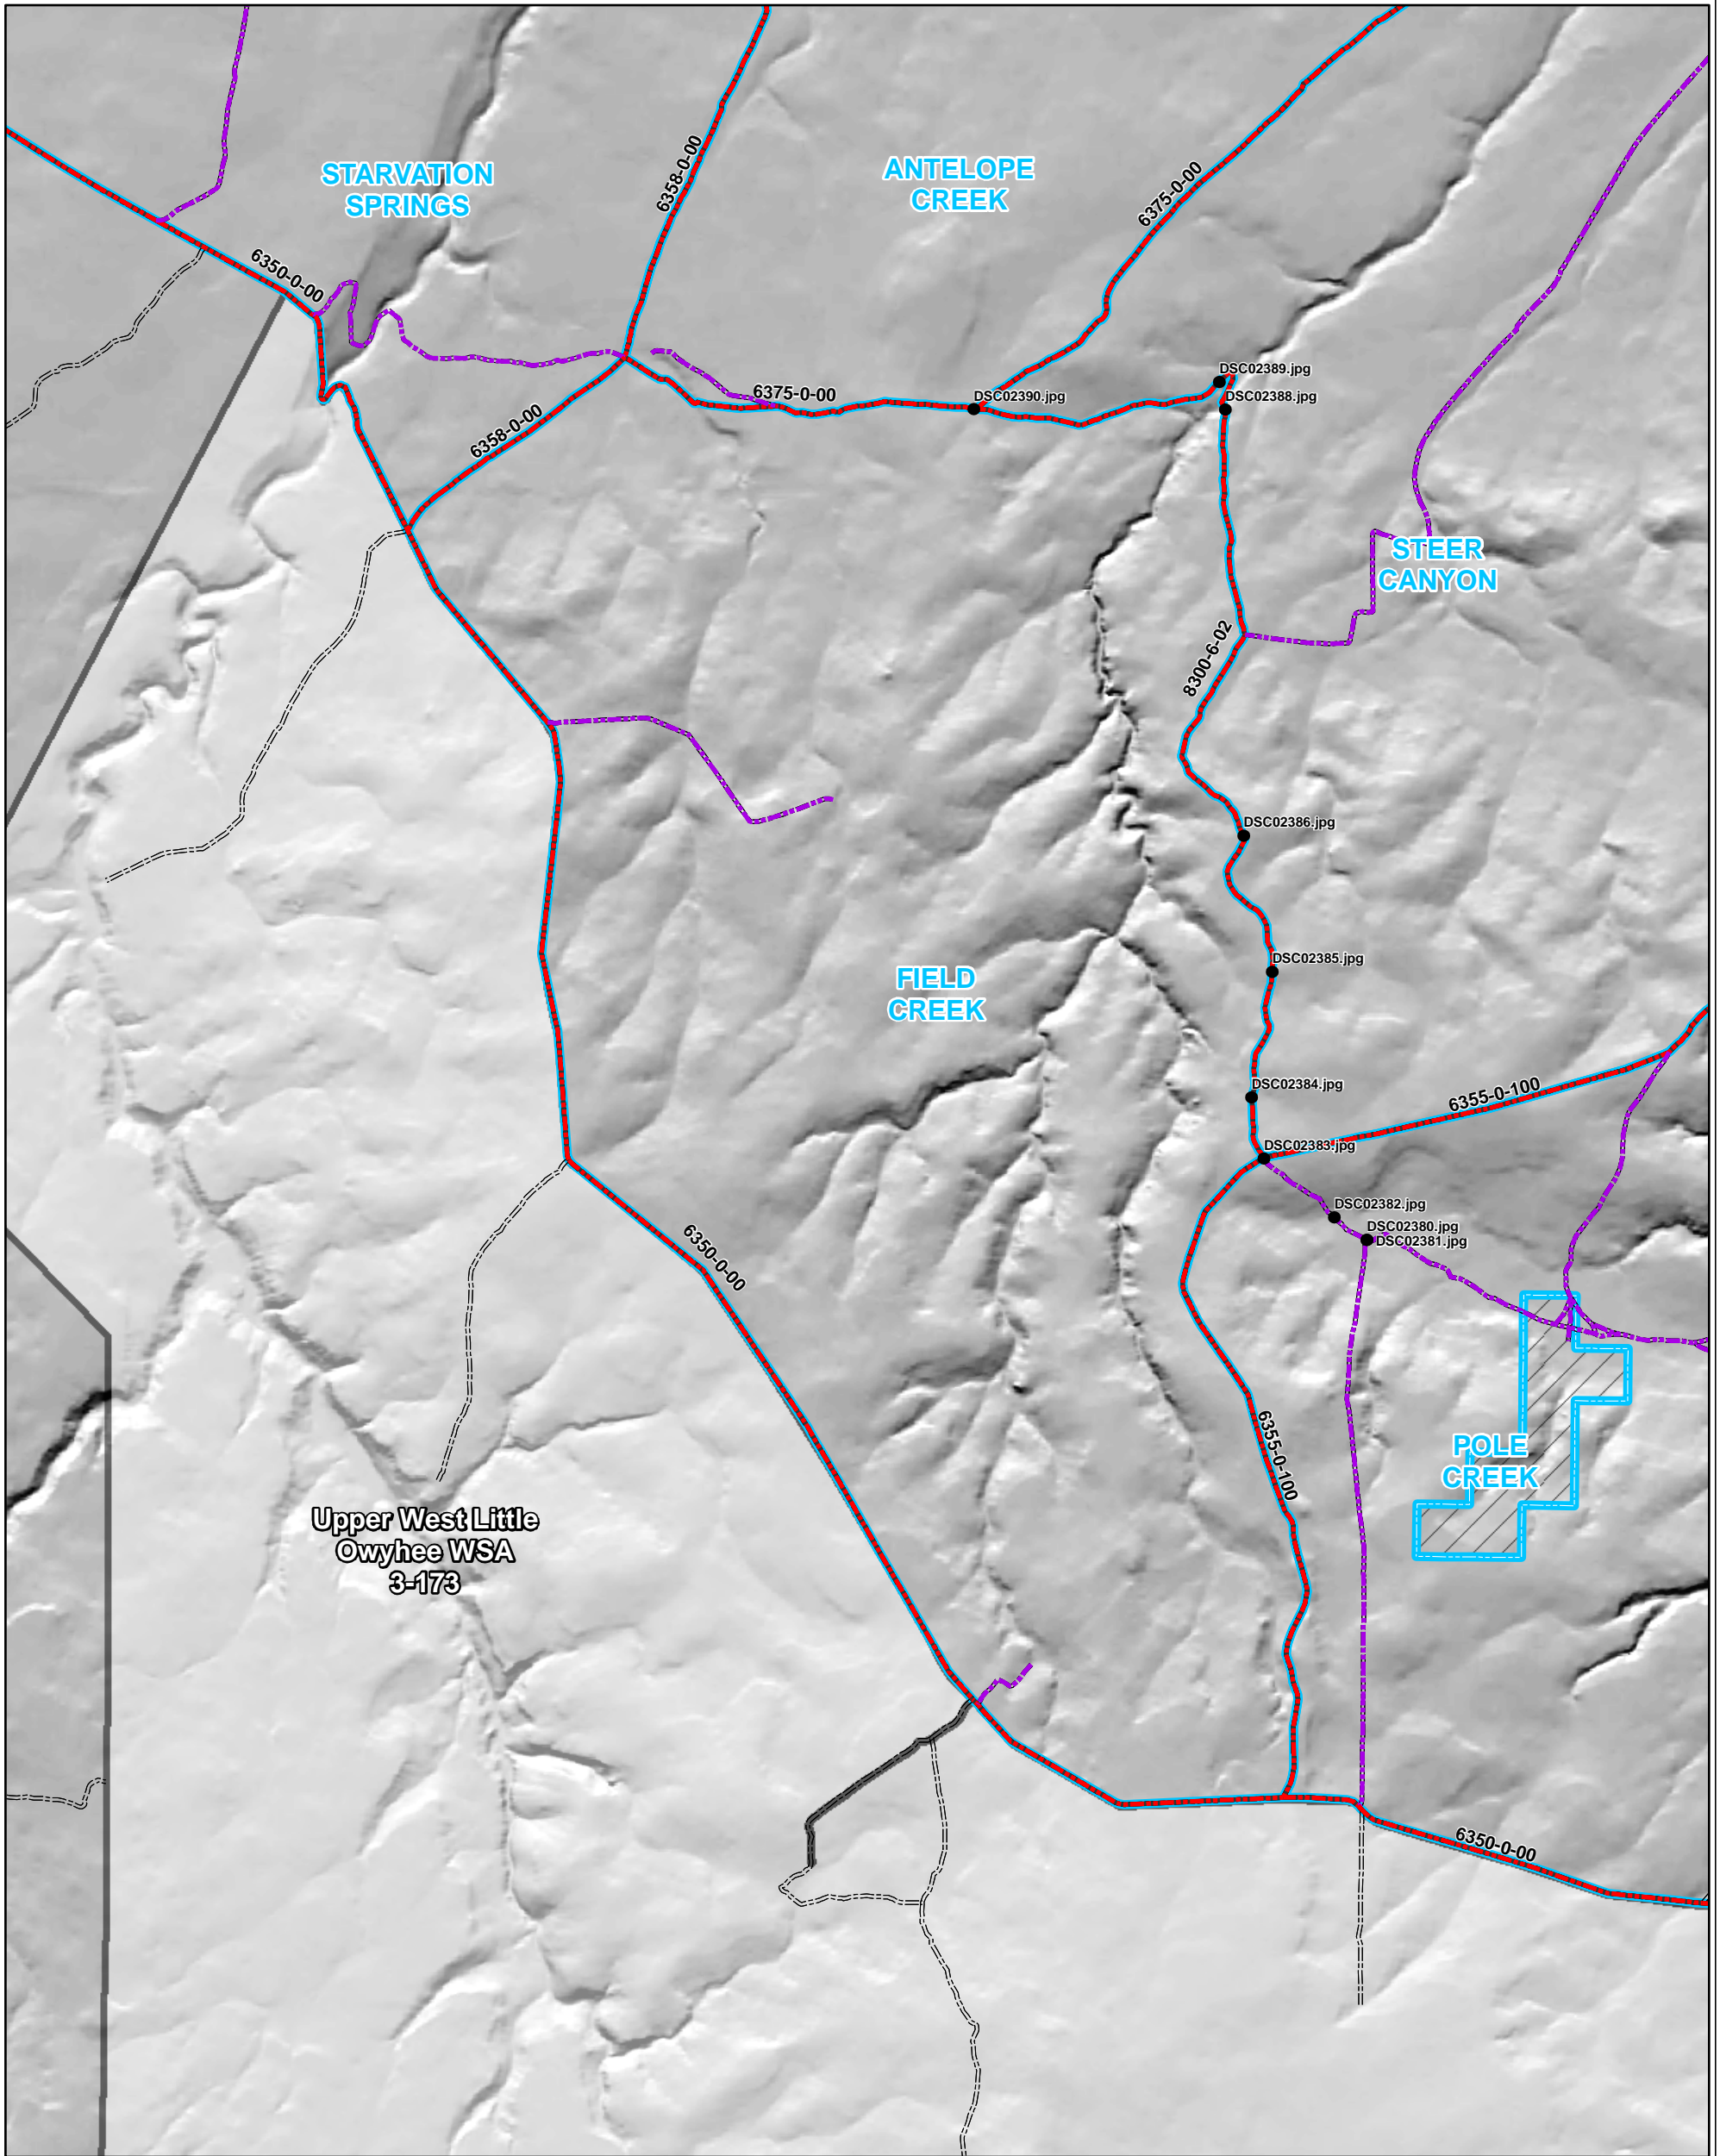 STARVATION
SPRINGS
6358-0-00
ANTELOPE
CREEK
6375-0-00
6350-0-00
DSC02389.jpg
6375-0-00
DSC02390.jpg
DSC02388.jpg
6358-0-00
STEER
CANYON
8300-6-02
DSC02386.jpg
DSC02385.jpg
FIELD
CREEK
DSC02384.jpg
6355-0-100
DSC02383.jpg
DSC02382.jpg
DSC02380.jpg
DSC02381.jpg
6350-0-00
6355-0-100
POLE
CREEK
Upper West Little
Owyhee WSA
3-173
6350-0-00